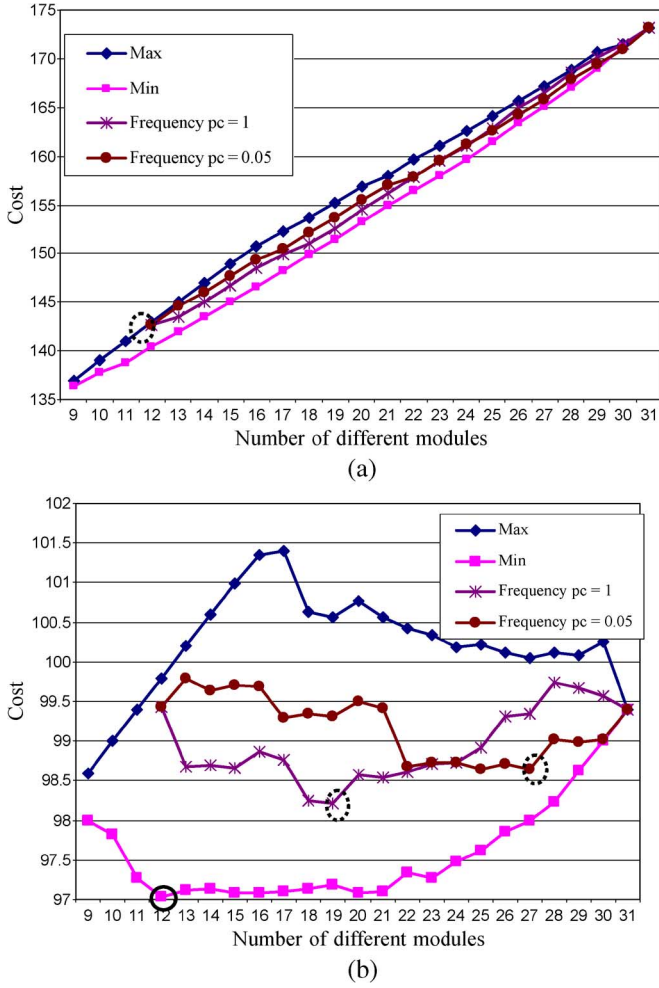 175
170
165
160
155
150
145
140
135
Cost
Max
Min
Frequency pc = 1
Frequency pc = 0.05
9 10 11 12 13 14 15 16 17 18 19 20 21 22 23 24 25 26 27 28 29 30 31
Number of different modules
(a)
102
101.5
101
100.5
100
99.5
99
98.5
98
97.5
97
Cost
Max
Min
Frequency pc = 1
Frequency pc = 0.05
9 10 11 12 13 14 15 16 17 18 19 20 21 22 23 24 25 26 27 28 29 30 31
Number of different modules
(b)